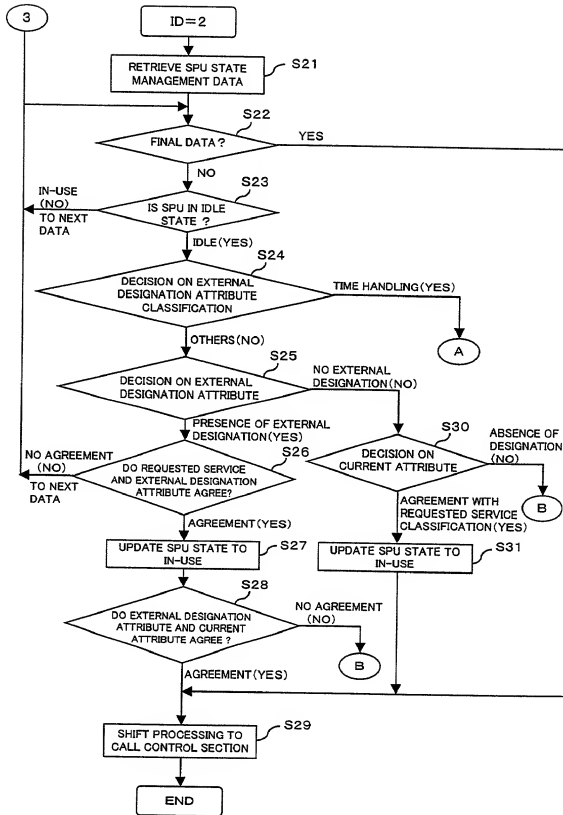 3
ID=2
RETRIEVE SPU STATE
MANAGEMENT DATA
S21
S22
FINAL DATA ?
YES
NO
S23
IN-USE
(NO)
TO NEXT
DATA
IS SPU IN IDLE
STATE ?
IDLE(YES)
S24
DECISION ON EXTERNAL
DESIGNATION ATTRIBUTE
CLASSIFICATION
TIME HANDLING(YES)
A
OTHERS(NO)
S25
DECISION ON EXTERNAL
DESIGNATION ATTRIBUTE
NO EXTERNAL
DESIGNATION(NO)
PRESENCE OF EXTERNAL
DESIGNATION(YES)
S26
NO AGREEMENT
(NO)
TO NEXT
DATA
DO REQUESTED SERVICE
AND EXTERNAL DESIGNATION
ATTRIBUTE AGREE?
S30
DECISION ON
CURRENT ATTRIBUTE
ABSENCE OF
DESIGNATION
(NO)
B
AGREEMENT(YES)
AGREEMENT WITH
REQUESTED SERVICE
CLASSIFICATION(YES)
UPDATE SPU STATE TO
IN-USE
S27
UPDATE SPU STATE TO
IN-USE
S31
S28
DO EXTERNAL DESIGNATION
ATTRIBUTE AND CURRENT
ATTRIBUTE AGREE ?
NO AGREEMENT
(NO)
B
AGREEMENT(YES)
SHIFT PROCESSING TO
CALL CONTROL SECTION
S29
END